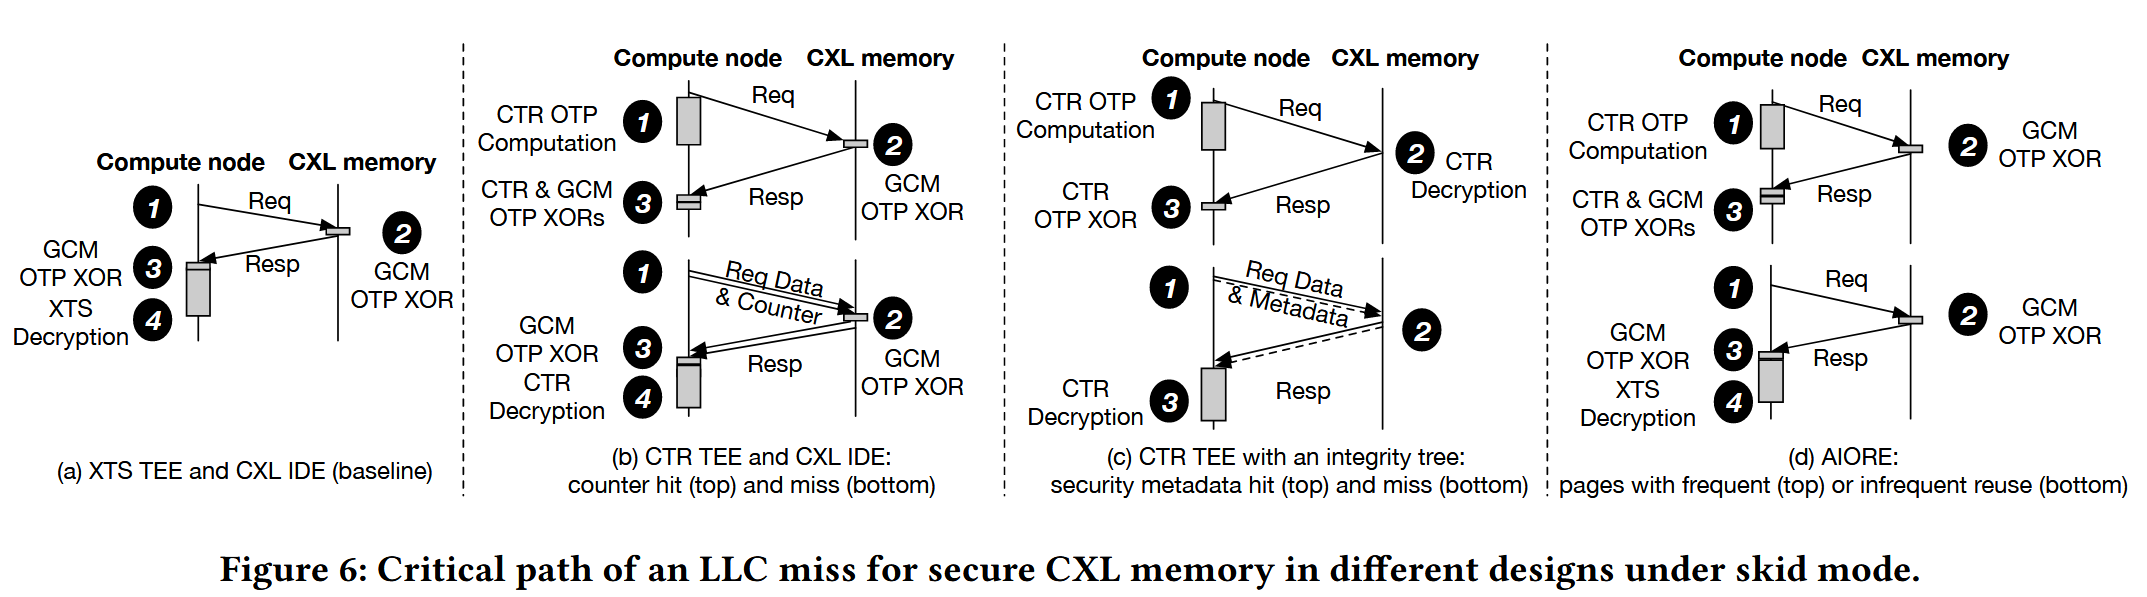 Compute node CXL memory
1
Req
2
GCM
OTP XOR
GCM
OTP XOR
3
Resp
XTS
Decryption
4
(a) XTS TEE and CXL IDE (baseline)
Compute node CXL memory
CTR OTP
Computation
1
Req
2
GCM
OTP XOR
CTR & GCM
OTP XORs
3
Resp
1
Req Data
& Counter
2
GCM
OTP XOR
GCM
OTP XOR
3
Resp
CTR
Decryption
4
(b) CTR TEE and CXL IDE:
counter hit (top) and miss (bottom)
Compute node CXL memory
CTR OTP
Computation
1
Req
2
CTR
Decryption
CTR
OTP XOR
3
Resp
1
Req Data
& Metadata
2
CTR
Decryption
3
Resp
(c) CTR TEE with an integrity tree:
security metadata hit (top) and miss (bottom)
Compute node CXL memory
CTR OTP
Computation
1
Req
2
GCM
OTP XOR
CTR & GCM
OTP XORs
3
Resp
1
Req
2
GCM
OTP XOR
GCM
OTP XOR
3
Resp
XTS
Decryption
4
(d) AIORE:
pages with frequent (top) or infrequent reuse (bottom)
Figure 6: Critical path of an LLC miss for secure CXL memory in different designs under skid mode.